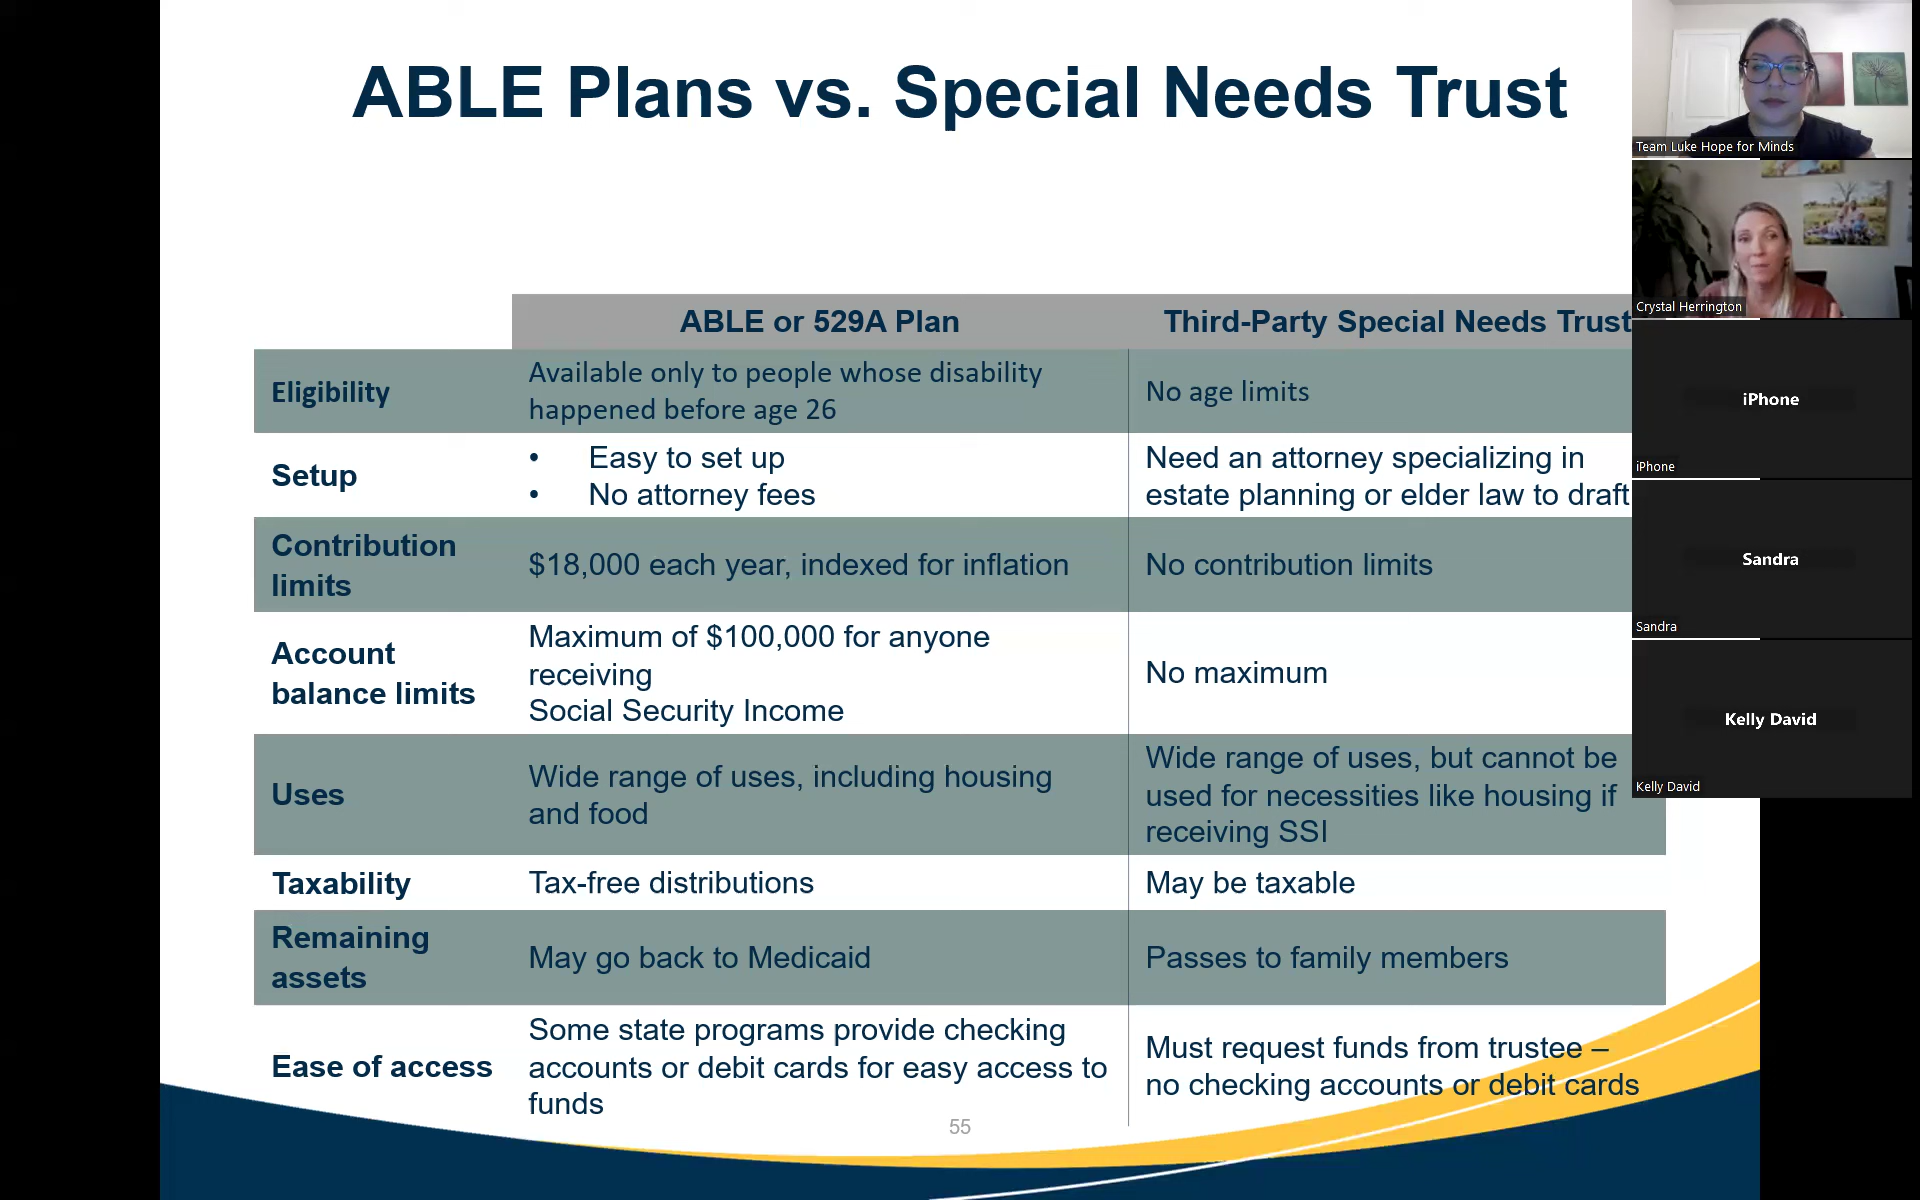 ABLE Plans vs. Special Needs Trust
ABLE or 529A Plan
Third-Party Special Needs Trust
Eligibility
Available only to people whose disability
happened before age 26
No age limits
Setup
• Easy to set up
• No attorney fees
Need an attorney specializing in
estate planning or elder law to draft
Contribution
limits
$18,000 each year, indexed for inflation
No contribution limits
Account
balance limits
Maximum of $100,000 for anyone
receiving
Social Security Income
No maximum
Uses
Wide range of uses, including housing
and food
Wide range of uses, but cannot be
used for necessities like housing if
receiving SSI
Taxability
Tax-free distributions
May be taxable
Remaining
assets
May go back to Medicaid
Passes to family members
Ease of access
Some state programs provide checking
accounts or debit cards for easy access to
funds
Must request funds from trustee –
no checking accounts or debit cards
55
Team Luke Hope for Minds
Crystal Herrington
iPhone
iPhone
Sandra
Sandra
Kelly David
Kelly David